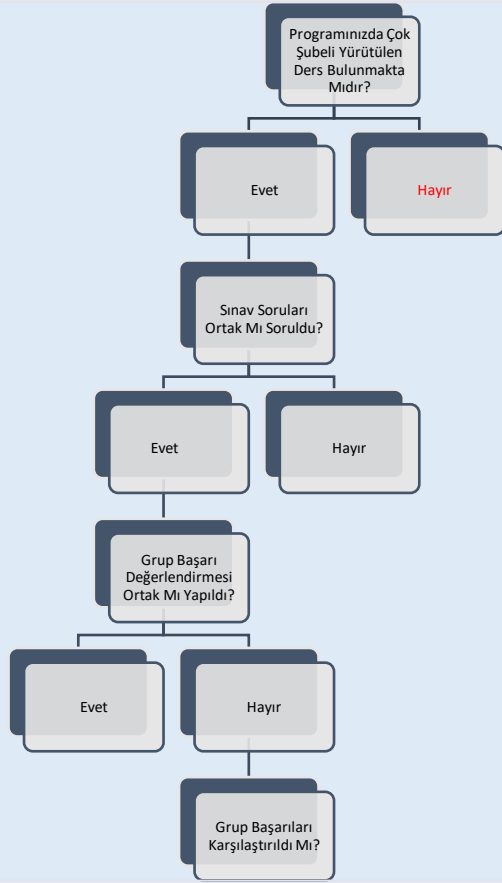 Programınızda Çok
Şubeli Yürütülen
Ders Bulunmakta
Mıdır?
Evet
Hayır
Sınav Soruları
Ortak Mı Soruldu?
Evet
Hayır
Grup Başarı
Değerlendirmesi
Ortak Mı Yapıldı?
Evet
Hayır
Grup Başarıları
Karşılaştırıldı Mı?